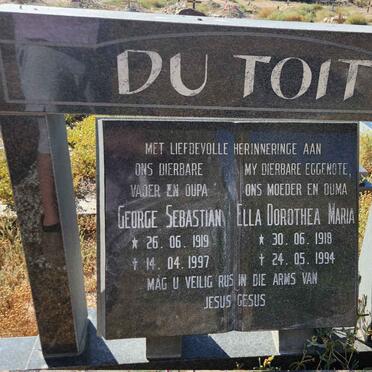 DU TOIT
MET LIEFDEVOLLE HERINNERINGE AAN
ONS DIERBARE
VADER EN OUPA
GEORGE SEBASTIAN
* 26. 06. 1919
† 14. 04. 1997
MY DIERBARE EGGENOTE,
ONS MOEDER EN OUMA
ELLA DOROTHEA MARIA
* 30. 06. 1918
† 24. 05. 1994
MAG U VEILIG RUS IN DIE ARMS VAN
JESUS GESUS